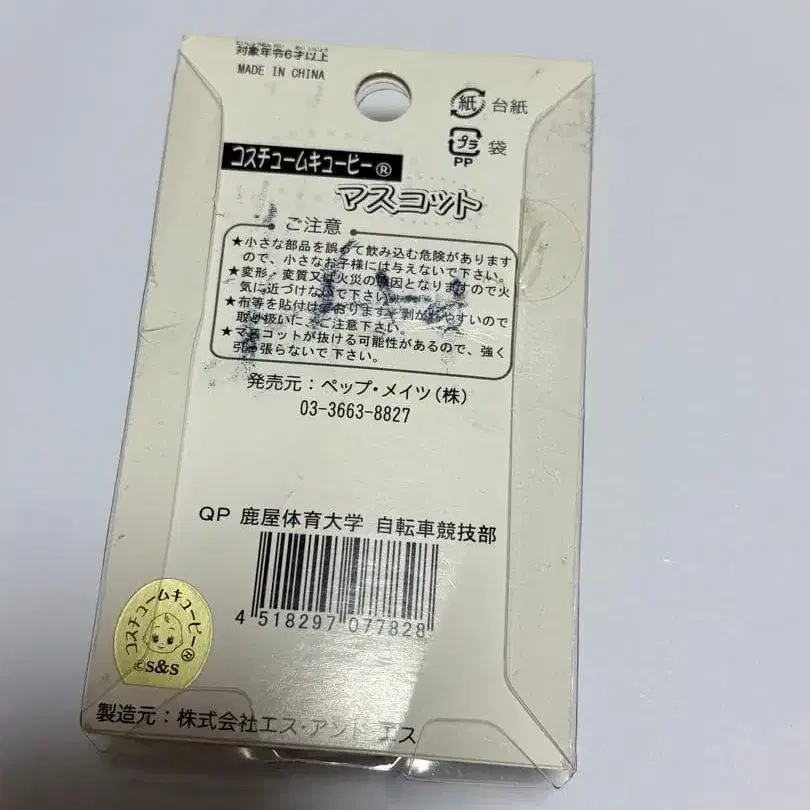 対象年令6才以上
MADE IN CHINA
紙 台紙
プラ 袋
PP
コスチュームキューピー®
マスコット
ご注意
★小さな部品を誤って飲み込む危険があります
ので、小さなお子様には与えないで下さい。
★変形・変質又は火災の原因となりますので火
気に近づけないで下さい。
★布等を貼付けております。剥がれやすいので
取り扱いに、ご注意下さい。
★マスコットが抜ける可能性があるので、強く
引っ張らないで下さい。
発売元：ペップ・メイツ(株)
03-3663-8827
QP 鹿屋体育大学 自転車競技部
4 518297 077828
コスチュームキューピー®
©S&S
製造元：株式会社エス・アンド エス